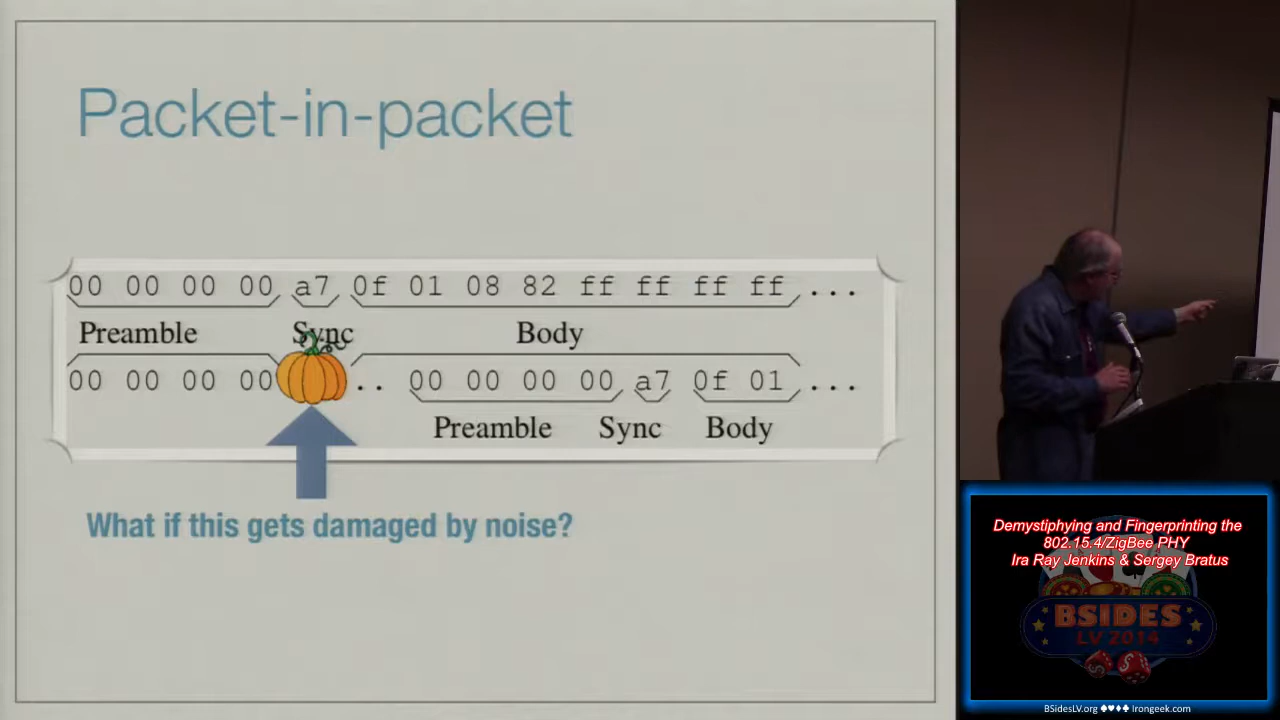 Packet-in-packet
00 00 00 00 a7 0f 01 08 82 ff ff ff ff ...
Preamble Sync Body
00 00 00 00 .. 00 00 00 00 a7 0f 01 ...
Preamble Sync Body
What if this gets damaged by noise?
Demystiphying and Fingerprinting the
802.15.4/ZigBee PHY
Ira Ray Jenkins & Sergey Bratus
BSIDES
LV 2014
BSidesLV.org ♠♥♦♣ Irongeek.com